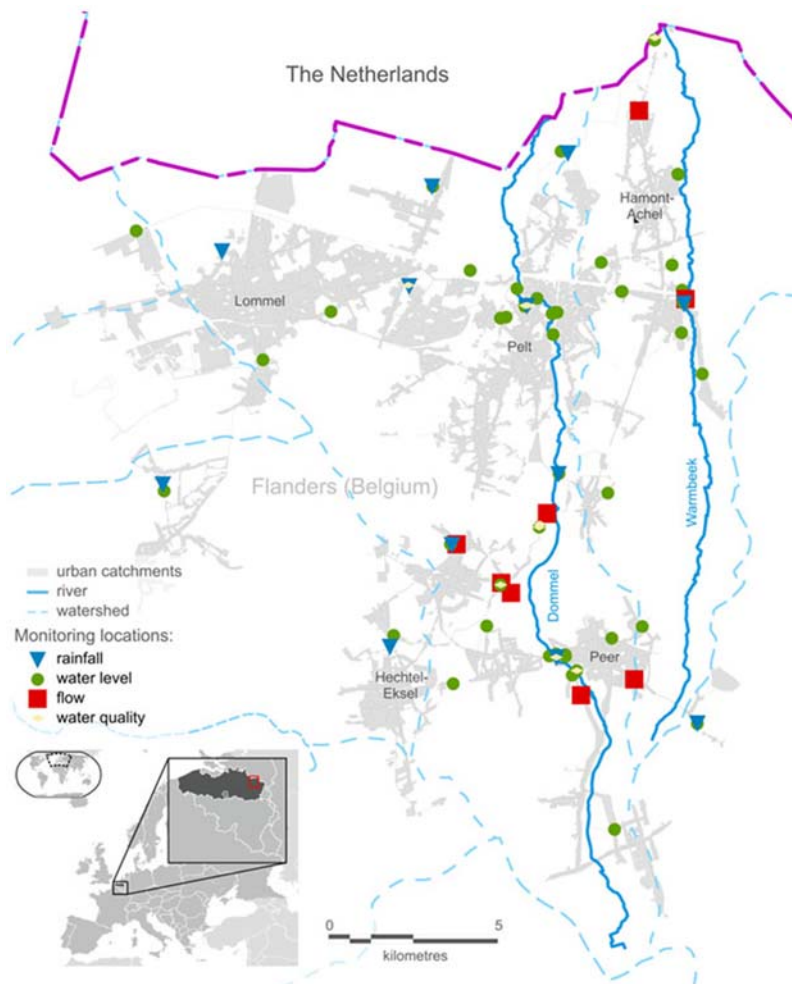 The Netherlands
Hamont-
Achel
Lommel
Pelt
Flanders (Belgium)
Warmbeek
Dommel
urban catchments
river
watershed
Monitoring locations:
rainfall
water level
flow
water quality
Peer
Hechtel-
Eksel
0
5
kilometres